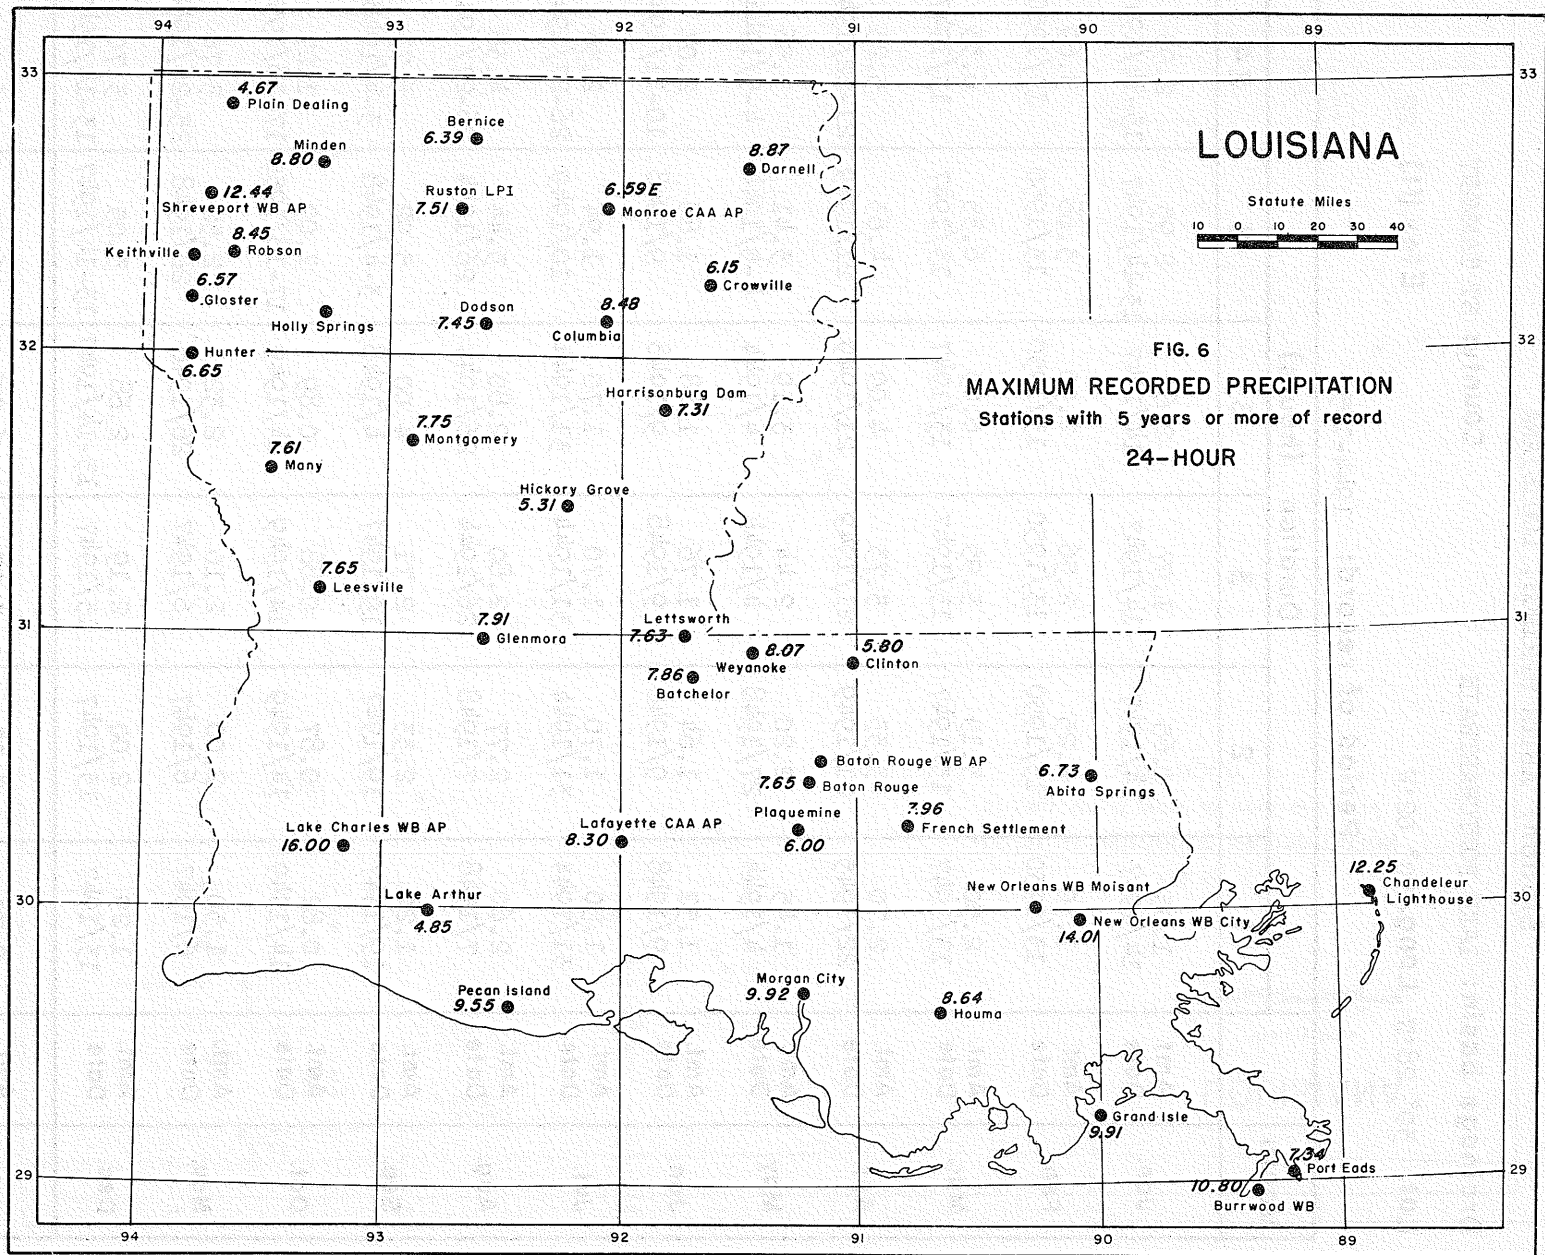 94 93 92 91 90 89
33 33
4.67
Plain Dealing
Bernice
6.39
LOUISIANA
Minden
8.80
8.87
Darnell
12.44
Shreveport WB AP
Ruston LPI
7.51
6.59E
Monroe CAA AP
Statute Miles
10 0 10 20 30 40
8.45
Keithville
Robson
6.57
Gloster
6.15
Crowville
Holly Springs
Dodson
7.45
8.48
Columbia
32 32
Hunter
6.65
FIG. 6
MAXIMUM RECORDED PRECIPITATION
Stations with 5 years or more of record
24-HOUR
Harrisonburg Dam
7.31
7.75
Montgomery
7.61
Many
Hickory Grove
5.31
7.65
Leesville
31 31
7.91
Glenmora
Lettsworth
7.63
8.07
Weyanoke
5.80
Clinton
7.86
Batchelor
Baton Rouge WB AP
7.65
Baton Rouge
6.73
Abita Springs
Plaquemine
6.00
7.96
French Settlement
Lake Charles WB AP
16.00
Lafayette CAA AP
8.30
12.25
Chandeleur
Lighthouse
30 30
Lake Arthur
4.85
New Orleans WB Moisant
New Orleans WB City
14.01
Pecan Island
9.55
Morgan City
9.92
8.64
Houma
Grand Isle
9.91
29 29
7.34
Port Eads
10.80
Burrwood WB
94 93 92 91 90 89